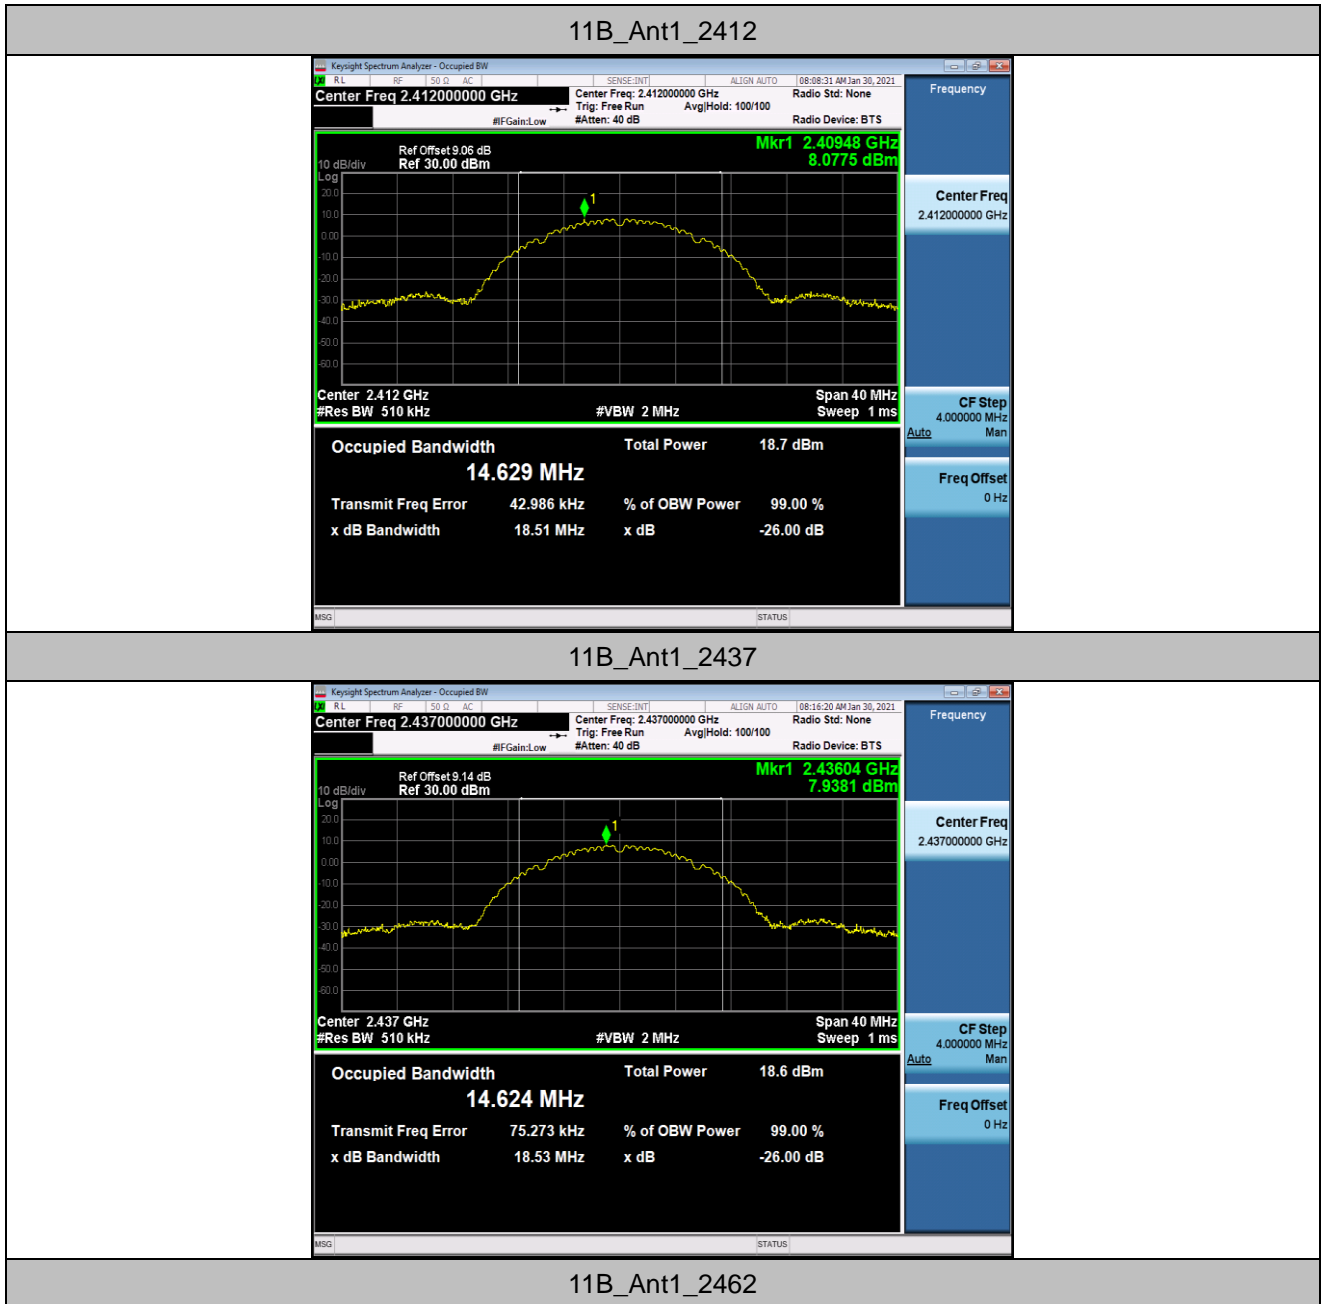 11B_Ant1_2412
Keysight Spectrum Analyzer - Occupied BW
RL RF 50 Ω AC SENSE:INT ALIGN AUTO 08:08:31 AM Jan 30, 2021
Center Freq 2.412000000 GHz
Center Freq: 2.412000000 GHz Radio Std: None
Trig: Free Run Avg|Hold: 100/100
#IFGain:Low #Atten: 40 dB Radio Device: BTS
Frequency
Mkr1 2.40948 GHz
8.0775 dBm
Ref Offset 9.06 dB
10 dB/div Ref 30.00 dBm
Log
20.0
10.0
0.00
-10.0
-20.0
-30.0
-40.0
-50.0
-60.0
1
Center Freq
2.412000000 GHz
Center 2.412 GHz Span 40 MHz
#Res BW 510 kHz #VBW 2 MHz Sweep 1 ms
CF Step
4.000000 MHz
Auto Man
Occupied Bandwidth Total Power 18.7 dBm
14.629 MHz
Transmit Freq Error 42.986 kHz % of OBW Power 99.00 %
x dB Bandwidth 18.51 MHz x dB -26.00 dB
Freq Offset
0 Hz
MSG STATUS
11B_Ant1_2437
Keysight Spectrum Analyzer - Occupied BW
RL RF 50 Ω AC SENSE:INT ALIGN AUTO 08:16:20 AM Jan 30, 2021
Center Freq 2.437000000 GHz
Center Freq: 2.437000000 GHz Radio Std: None
Trig: Free Run Avg|Hold: 100/100
#IFGain:Low #Atten: 40 dB Radio Device: BTS
Frequency
Mkr1 2.43604 GHz
7.9381 dBm
Ref Offset 9.14 dB
10 dB/div Ref 30.00 dBm
Log
20.0
10.0
0.00
-10.0
-20.0
-30.0
-40.0
-50.0
-60.0
1
Center Freq
2.437000000 GHz
Center 2.437 GHz Span 40 MHz
#Res BW 510 kHz #VBW 2 MHz Sweep 1 ms
CF Step
4.000000 MHz
Auto Man
Occupied Bandwidth Total Power 18.6 dBm
14.624 MHz
Transmit Freq Error 75.273 kHz % of OBW Power 99.00 %
x dB Bandwidth 18.53 MHz x dB -26.00 dB
Freq Offset
0 Hz
MSG STATUS
11B_Ant1_2462